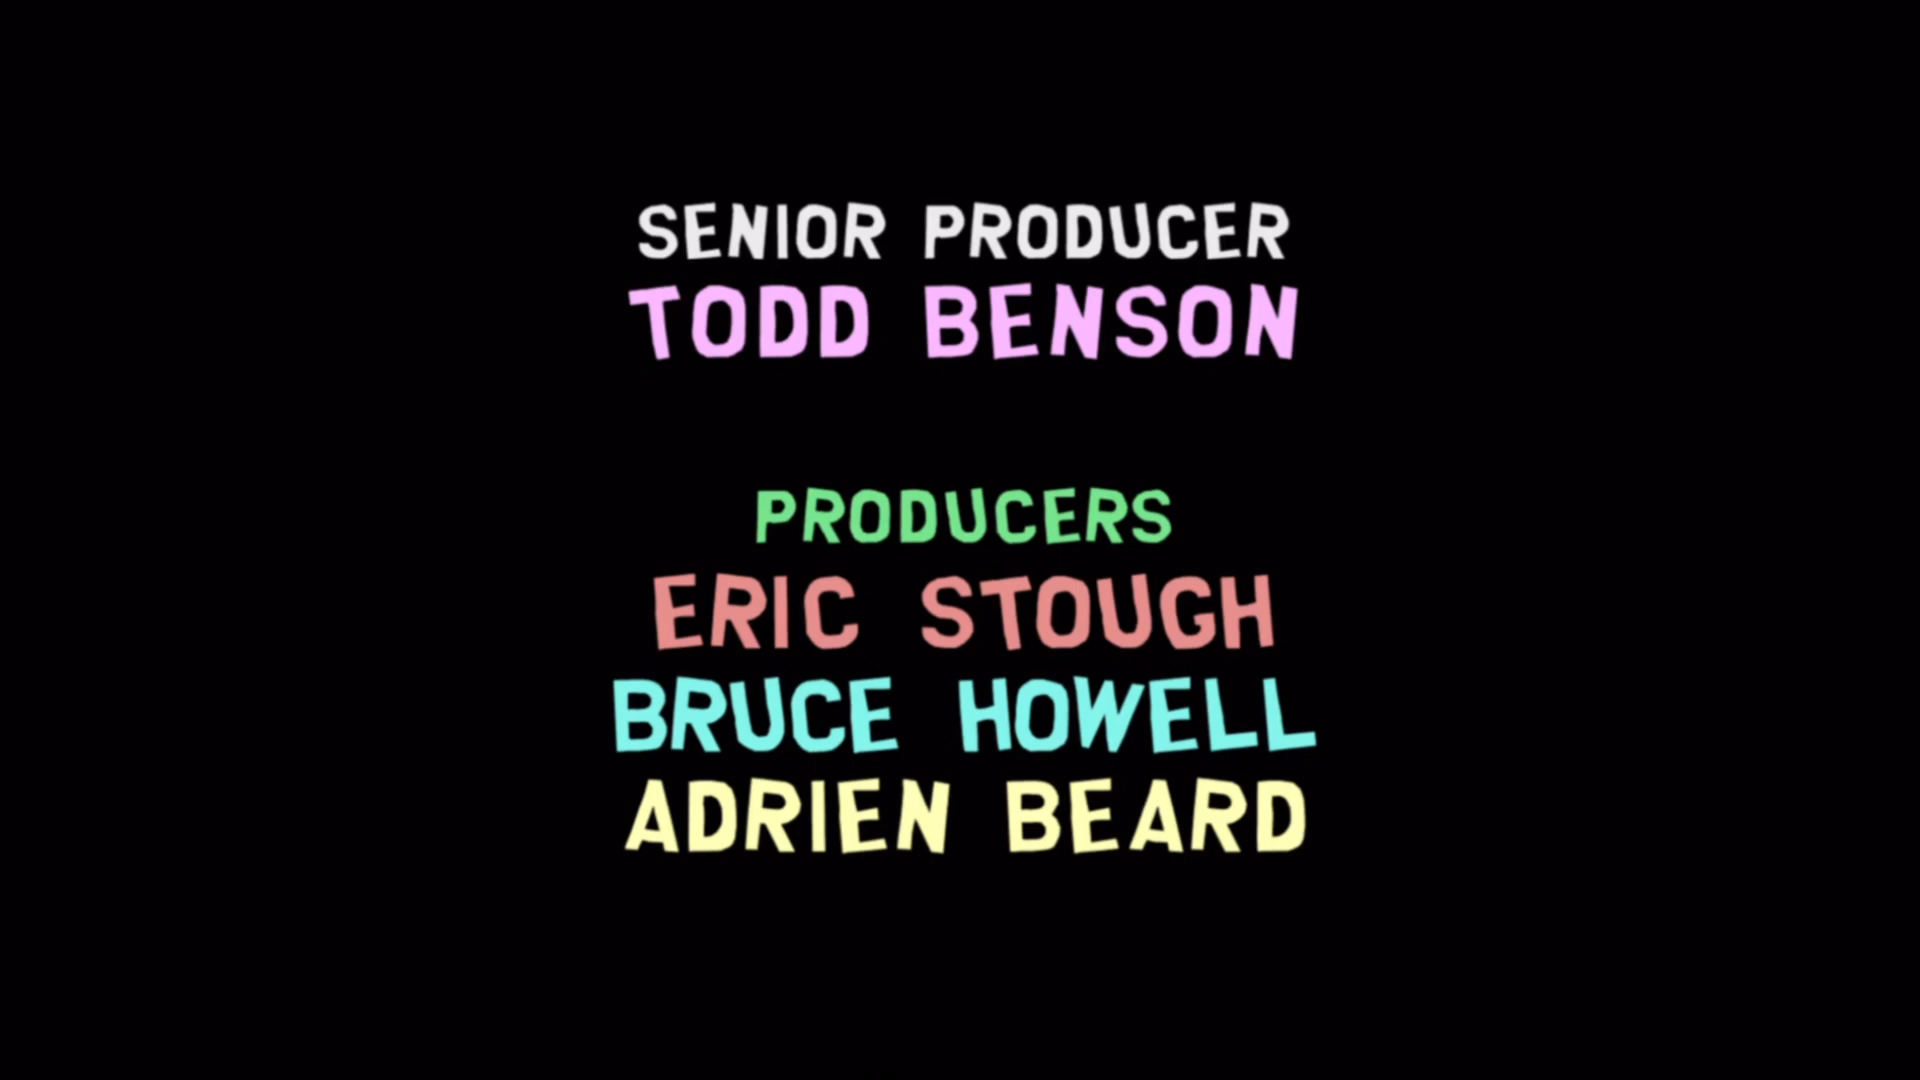 SENIOR PRODUCER
TODD BENSON
PRODUCERS
ERIC STOUGH
BRUCE HOWELL
ADRIEN BEARD